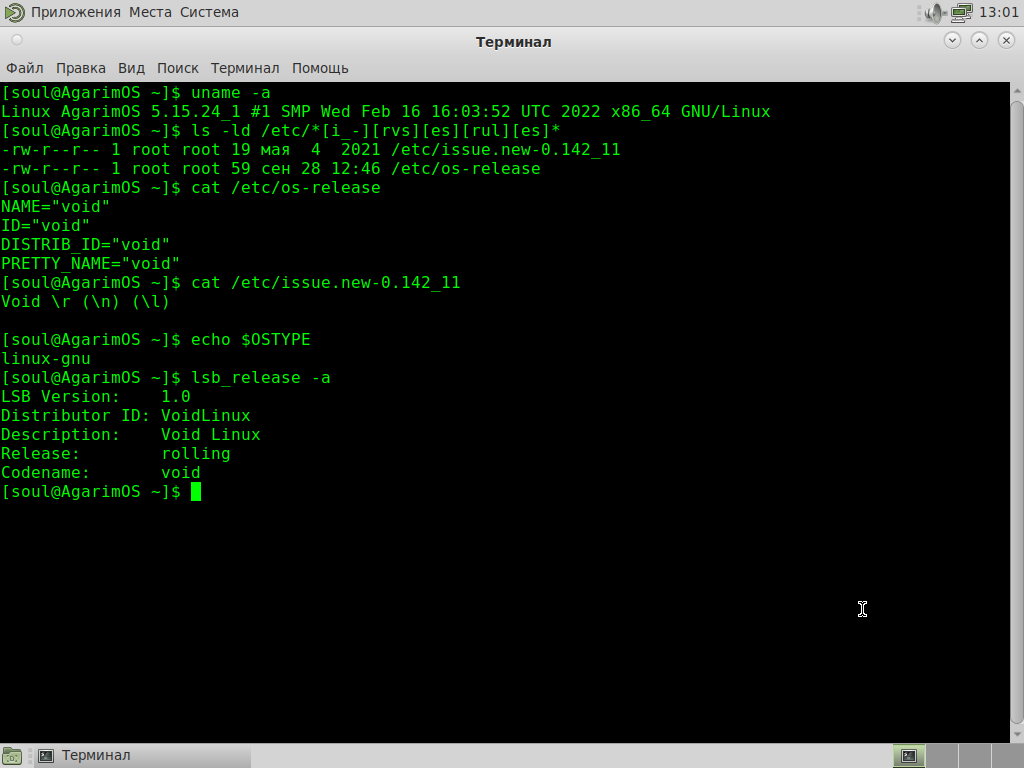 Приложения Места Система 13:01
Терминал
Файл Правка Вид Поиск Терминал Помощь
[soul@AgarimOS ~]$ uname -a
Linux AgarimOS 5.15.24_1 #1 SMP Wed Feb 16 16:03:52 UTC 2022 x86_64 GNU/Linux
[soul@AgarimOS ~]$ ls -ld /etc/*[i_-][rvs][es][rul][es]*
-rw-r--r-- 1 root root 19 мая  4  2021 /etc/issue.new-0.142_11
-rw-r--r-- 1 root root 59 сен 28 12:46 /etc/os-release
[soul@AgarimOS ~]$ cat /etc/os-release
NAME="void"
ID="void"
DISTRIB_ID="void"
PRETTY_NAME="void"
[soul@AgarimOS ~]$ cat /etc/issue.new-0.142_11
Void \r (\n) (\l)
[soul@AgarimOS ~]$ echo $OSTYPE
linux-gnu
[soul@AgarimOS ~]$ lsb_release -a
LSB Version:    1.0
Distributor ID: VoidLinux
Description:    Void Linux
Release:        rolling
Codename:       void
[soul@AgarimOS ~]$
Терминал